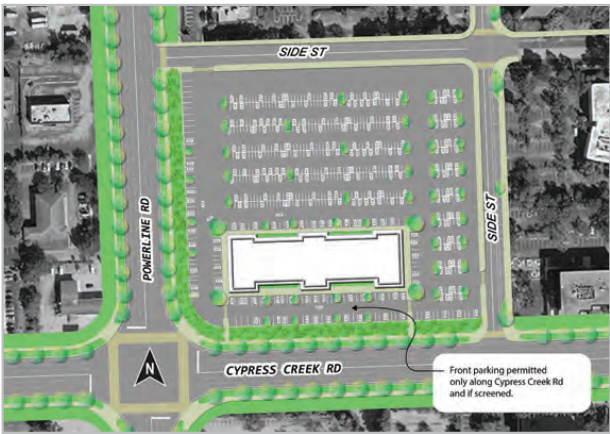 SIDE ST
POWERLINE RD
SIDE ST
N
CYPRESS CREEK RD
Front parking permitted
only along Cypress Creek Rd
and if screened.